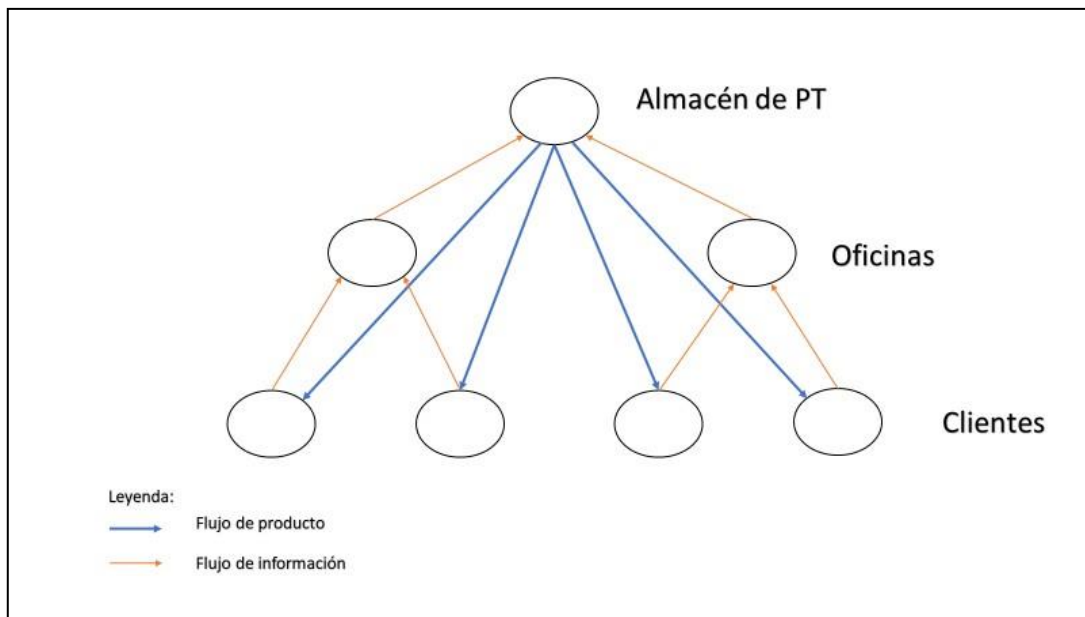 Almacén de PT
Oficinas
Clientes
Leyenda:
Flujo de producto
Flujo de información